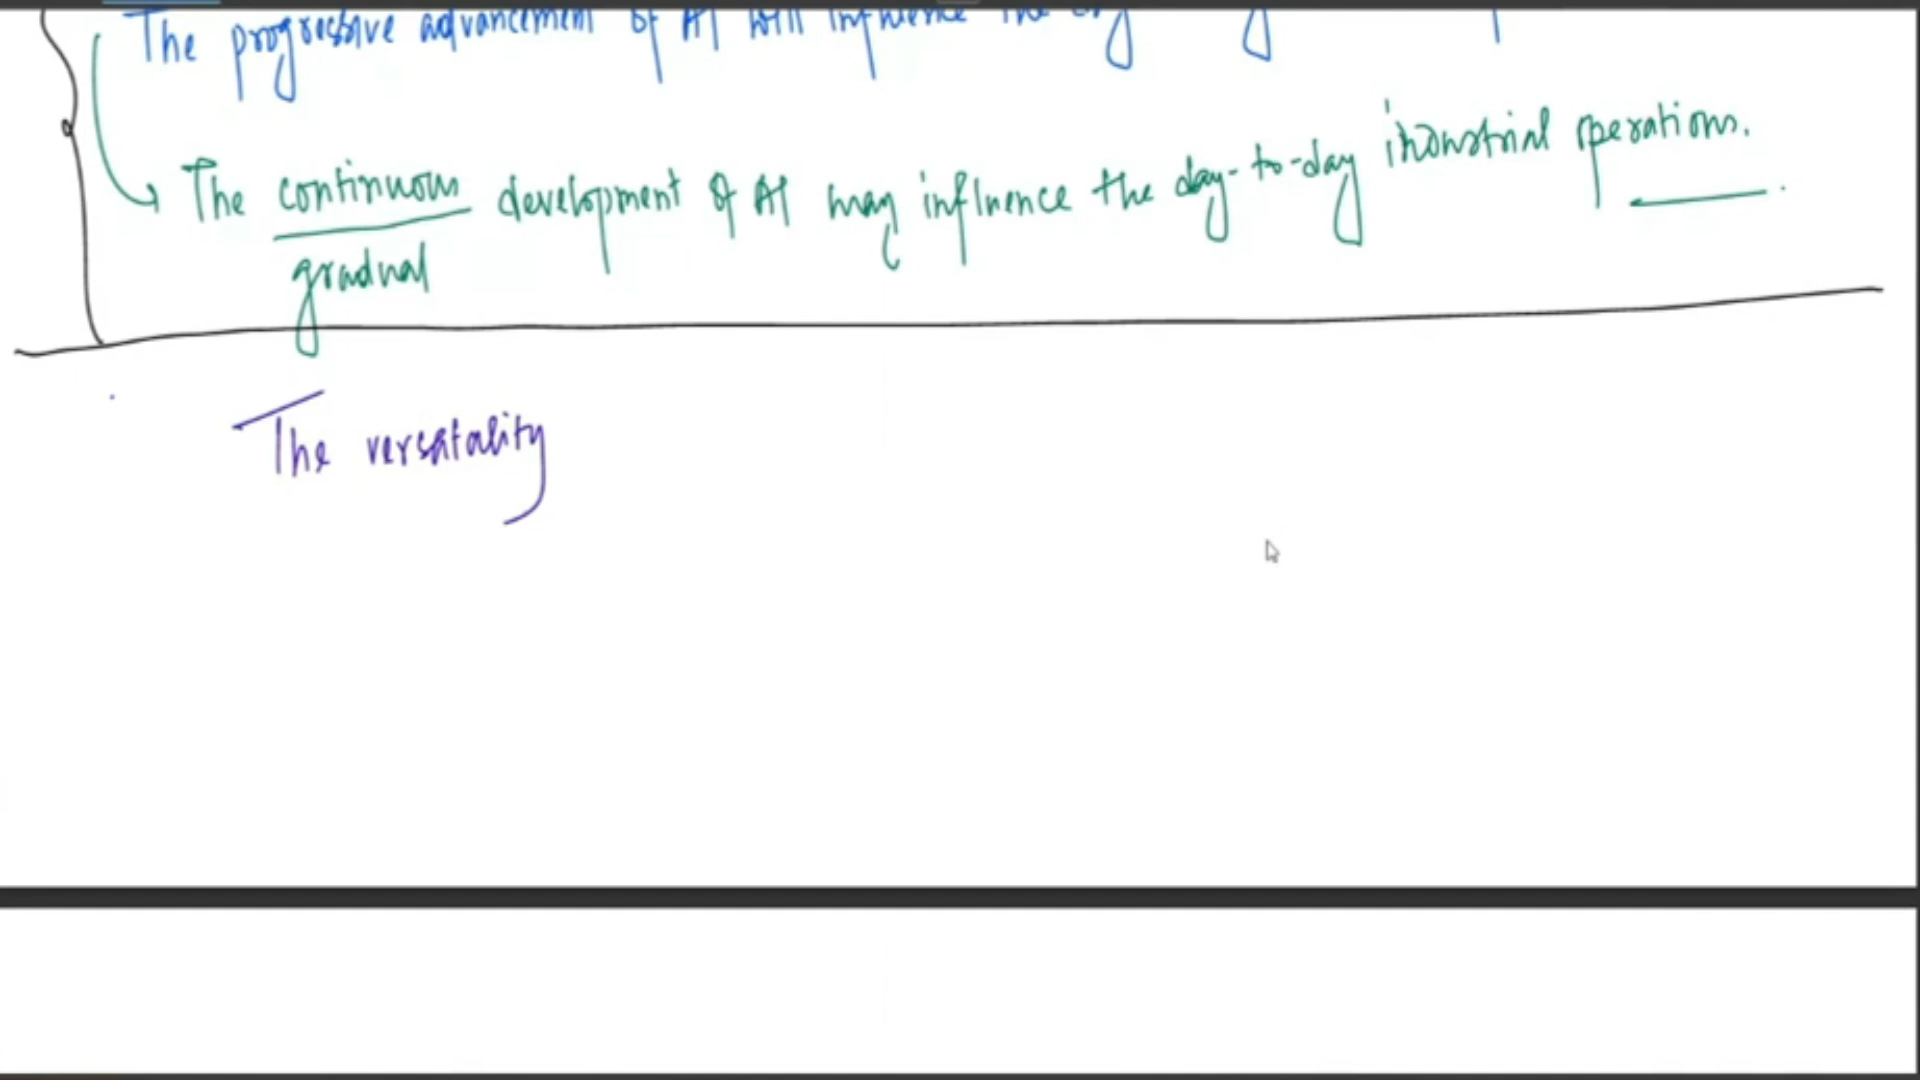 The progressive advancement of AI will influence the
The continuous development of AI may influence the day-to-day industrial operations.
gradual
The versatality